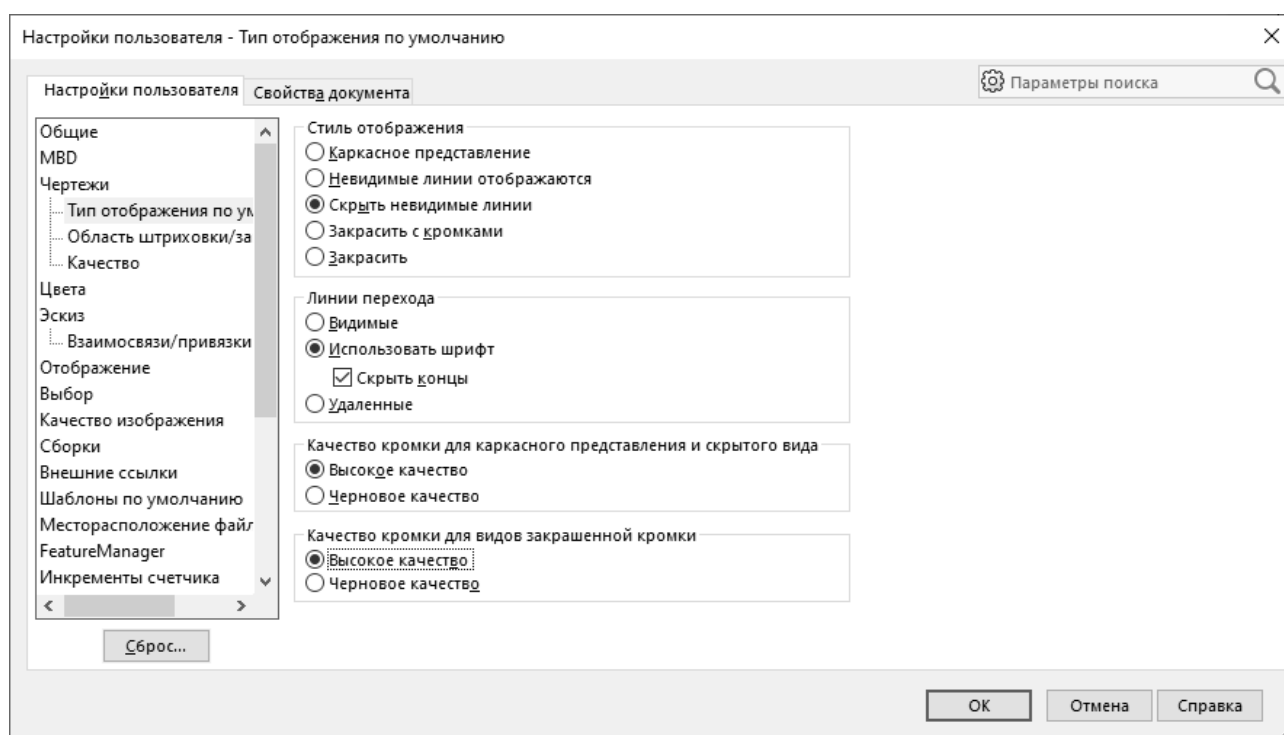 Настройки пользователя - Тип отображения по умолчанию
Настройки пользователя
Свойства документа
Параметры поиска
Общие
MBD
Чертежи
Тип отображения по ум
Область штриховки/за
Качество
Цвета
Эскиз
Взаимосвязи/привязки
Отображение
Выбор
Качество изображения
Сборки
Внешние ссылки
Шаблоны по умолчанию
Месторасположение файл
FeatureManager
Инкременты счетчика
Сброс...
Стиль отображения
Каркасное представление
Невидимые линии отображаются
Скрыть невидимые линии
Закрасить с кромками
Закрасить
Линии перехода
Видимые
Использовать шрифт
Скрыть концы
Удаленные
Качество кромки для каркасного представления и скрытого вида
Высокое качество
Черновое качество
Качество кромки для видов закрашенной кромки
Высокое качество
Черновое качество
ОК
Отмена
Справка